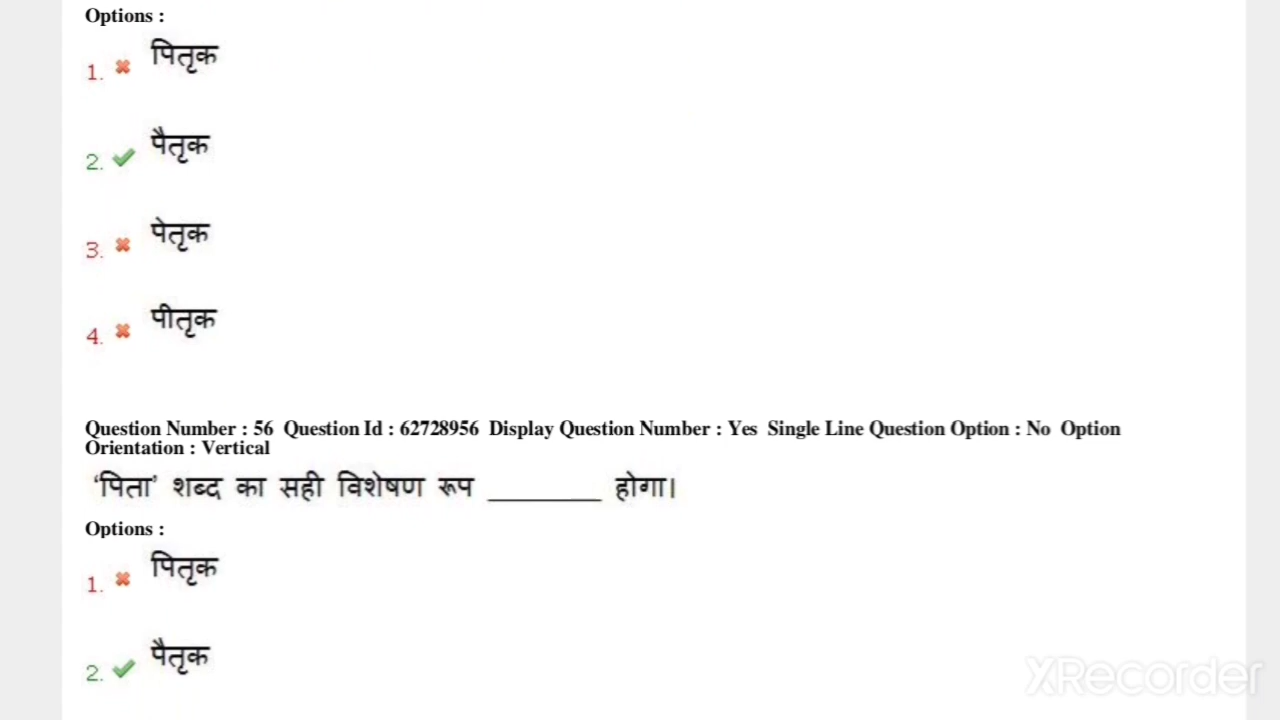 Options :
1. पितृक
2. पैतृक
3. पेतृक
4. पीतृक
Question Number : 56 Question Id : 62728956 Display Question Number : Yes Single Line Question Option : No Option
Orientation : Vertical
‘पिता’ शब्द का सही विशेषण रूप ________ होगा।
Options :
1. पितृक
2. पैतृक
XRecorder